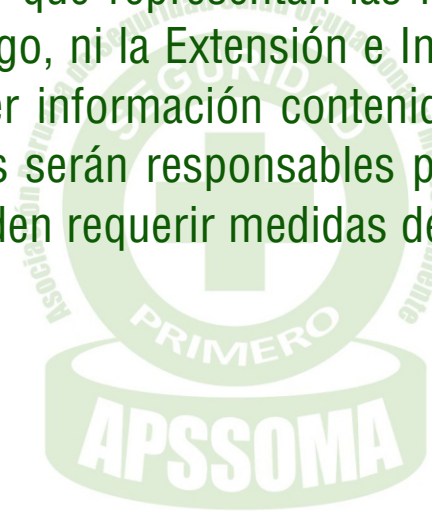 que representan las
go, ni la Extensión e In
er información contenid
s serán responsables p
den requerir medidas de
SEGURIDAD
PRIMERO
APSSOMA